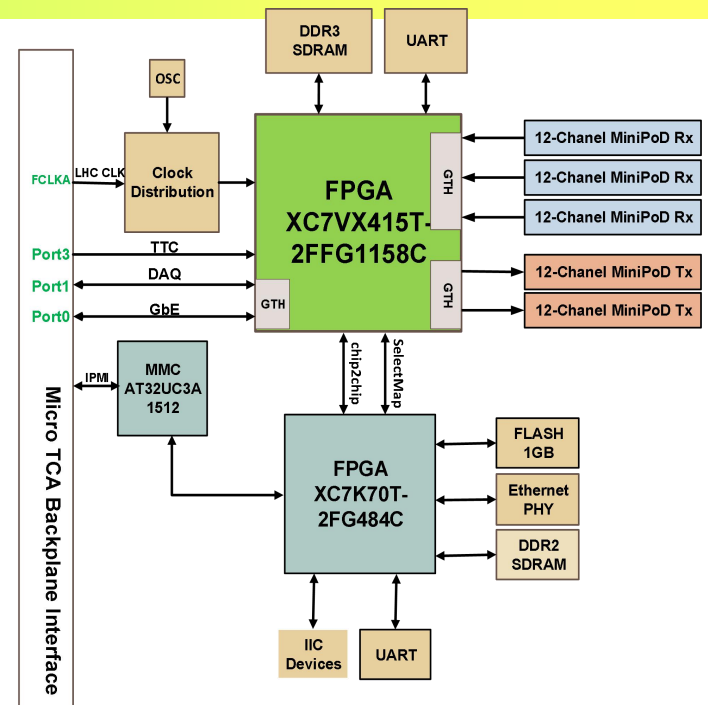 DDR3
SDRAM
UART
OSC
Clock
Distribution
FCLKA
LHC CLK
FPGA
XC7VX415T-
2FFG1158C
GTH
12-Chanel MiniPoD Rx
12-Chanel MiniPoD Rx
12-Chanel MiniPoD Rx
Port3
TTC
Port1
DAQ
Port0
GbE
GTH
GTH
12-Chanel MiniPoD Tx
12-Chanel MiniPoD Tx
chip2chip
SelectMap
IPMI
MMC
AT32UC3A
1512
Micro TCA Backplane Interface
FPGA
XC7K70T-
2FG484C
FLASH
1GB
Ethernet
PHY
DDR2
SDRAM
IIC
Devices
UART